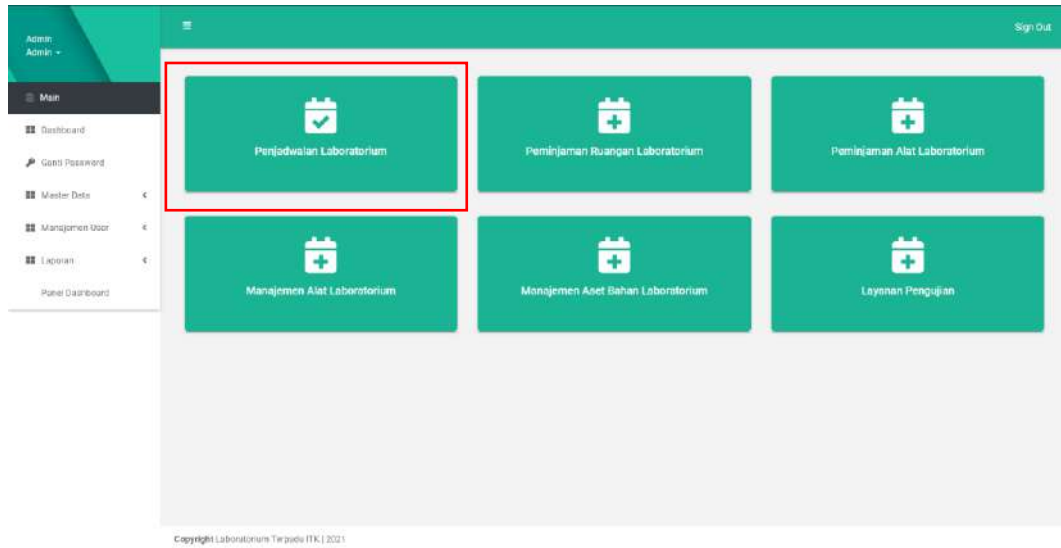 Admin
Admin
Sign Out
Main
Dashboard
Ganti Password
Master Data
Manajemen User
Laporan
Panel Dashboard
Penjadwalan Laboratorium
Peminjaman Ruangan Laboratorium
Peminjaman Alat Laboratorium
Manajemen Alat Laboratorium
Manajemen Aset Bahan Laboratorium
Layanan Pengujian
Copyright Laboratorium Terpadu ITK | 2021